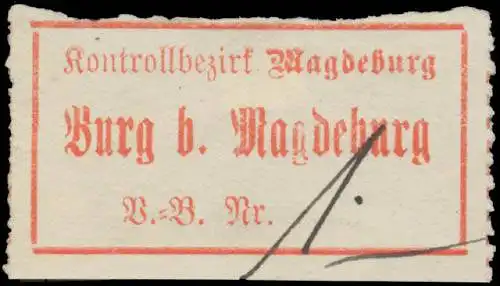 Kontrollbezirk Magdeburg
Burg b. Magdeburg
V.-B. Nr. 1.